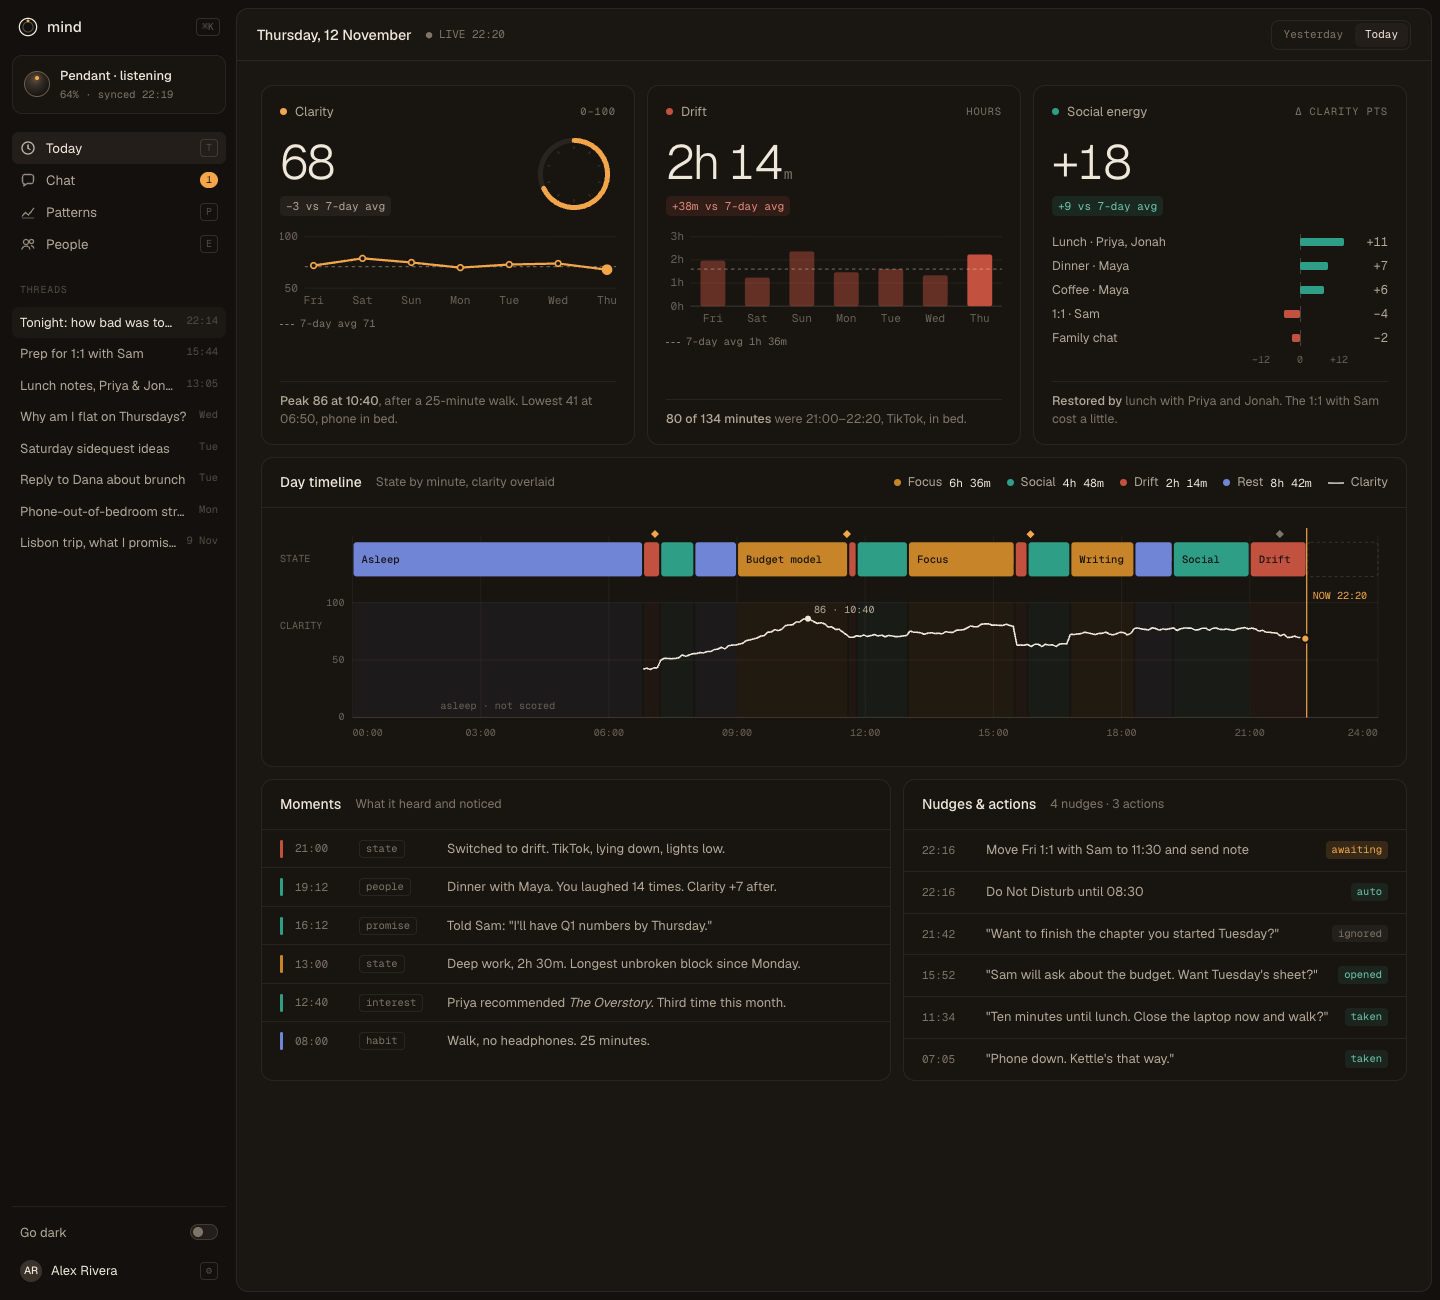 mind
⌘K
Pendant · listening
64% · synced 22:19
Today T
Chat 1
Patterns P
People E
THREADS
Tonight: how bad was to… 22:14
Prep for 1:1 with Sam 15:44
Lunch notes, Priya & Jon… 13:05
Why am I flat on Thursdays? Wed
Saturday sidequest ideas Tue
Reply to Dana about brunch Tue
Phone-out-of-bedroom str… Mon
Lisbon trip, what I promis… 9 Nov
Go dark
AR Alex Rivera
Thursday, 12 November LIVE 22:20
Yesterday Today
Clarity 0–100
68
−3 vs 7-day avg
100
50
Fri Sat Sun Mon Tue Wed Thu
--- 7-day avg 71
Peak 86 at 10:40, after a 25-minute walk. Lowest 41 at
06:50, phone in bed.
Drift HOURS
2h 14m
+38m vs 7-day avg
3h
2h
1h
0h
Fri Sat Sun Mon Tue Wed Thu
--- 7-day avg 1h 36m
80 of 134 minutes were 21:00–22:20, TikTok, in bed.
Social energy Δ CLARITY PTS
+18
+9 vs 7-day avg
Lunch · Priya, Jonah +11
Dinner · Maya +7
Coffee · Maya +6
1:1 · Sam −4
Family chat −2
−12 0 +12
Restored by lunch with Priya and Jonah. The 1:1 with Sam
cost a little.
Day timeline State by minute, clarity overlaid
Focus 6h 36m Social 4h 48m Drift 2h 14m Rest 8h 42m Clarity
STATE
Asleep Budget model Focus Writing Social Drift
NOW 22:20
100
86 · 10:40
CLARITY
50
asleep · not scored
0
00:00 03:00 06:00 09:00 12:00 15:00 18:00 21:00 24:00
Moments What it heard and noticed
21:00 state Switched to drift. TikTok, lying down, lights low.
19:12 people Dinner with Maya. You laughed 14 times. Clarity +7 after.
16:12 promise Told Sam: "I'll have Q1 numbers by Thursday."
13:00 state Deep work, 2h 30m. Longest unbroken block since Monday.
12:40 interest Priya recommended The Overstory. Third time this month.
08:00 habit Walk, no headphones. 25 minutes.
Nudges & actions 4 nudges · 3 actions
22:16 Move Fri 1:1 with Sam to 11:30 and send note awaiting
22:16 Do Not Disturb until 08:30 auto
21:42 "Want to finish the chapter you started Tuesday?" ignored
15:52 "Sam will ask about the budget. Want Tuesday's sheet?" opened
11:34 "Ten minutes until lunch. Close the laptop now and walk?" taken
07:05 "Phone down. Kettle's that way." taken